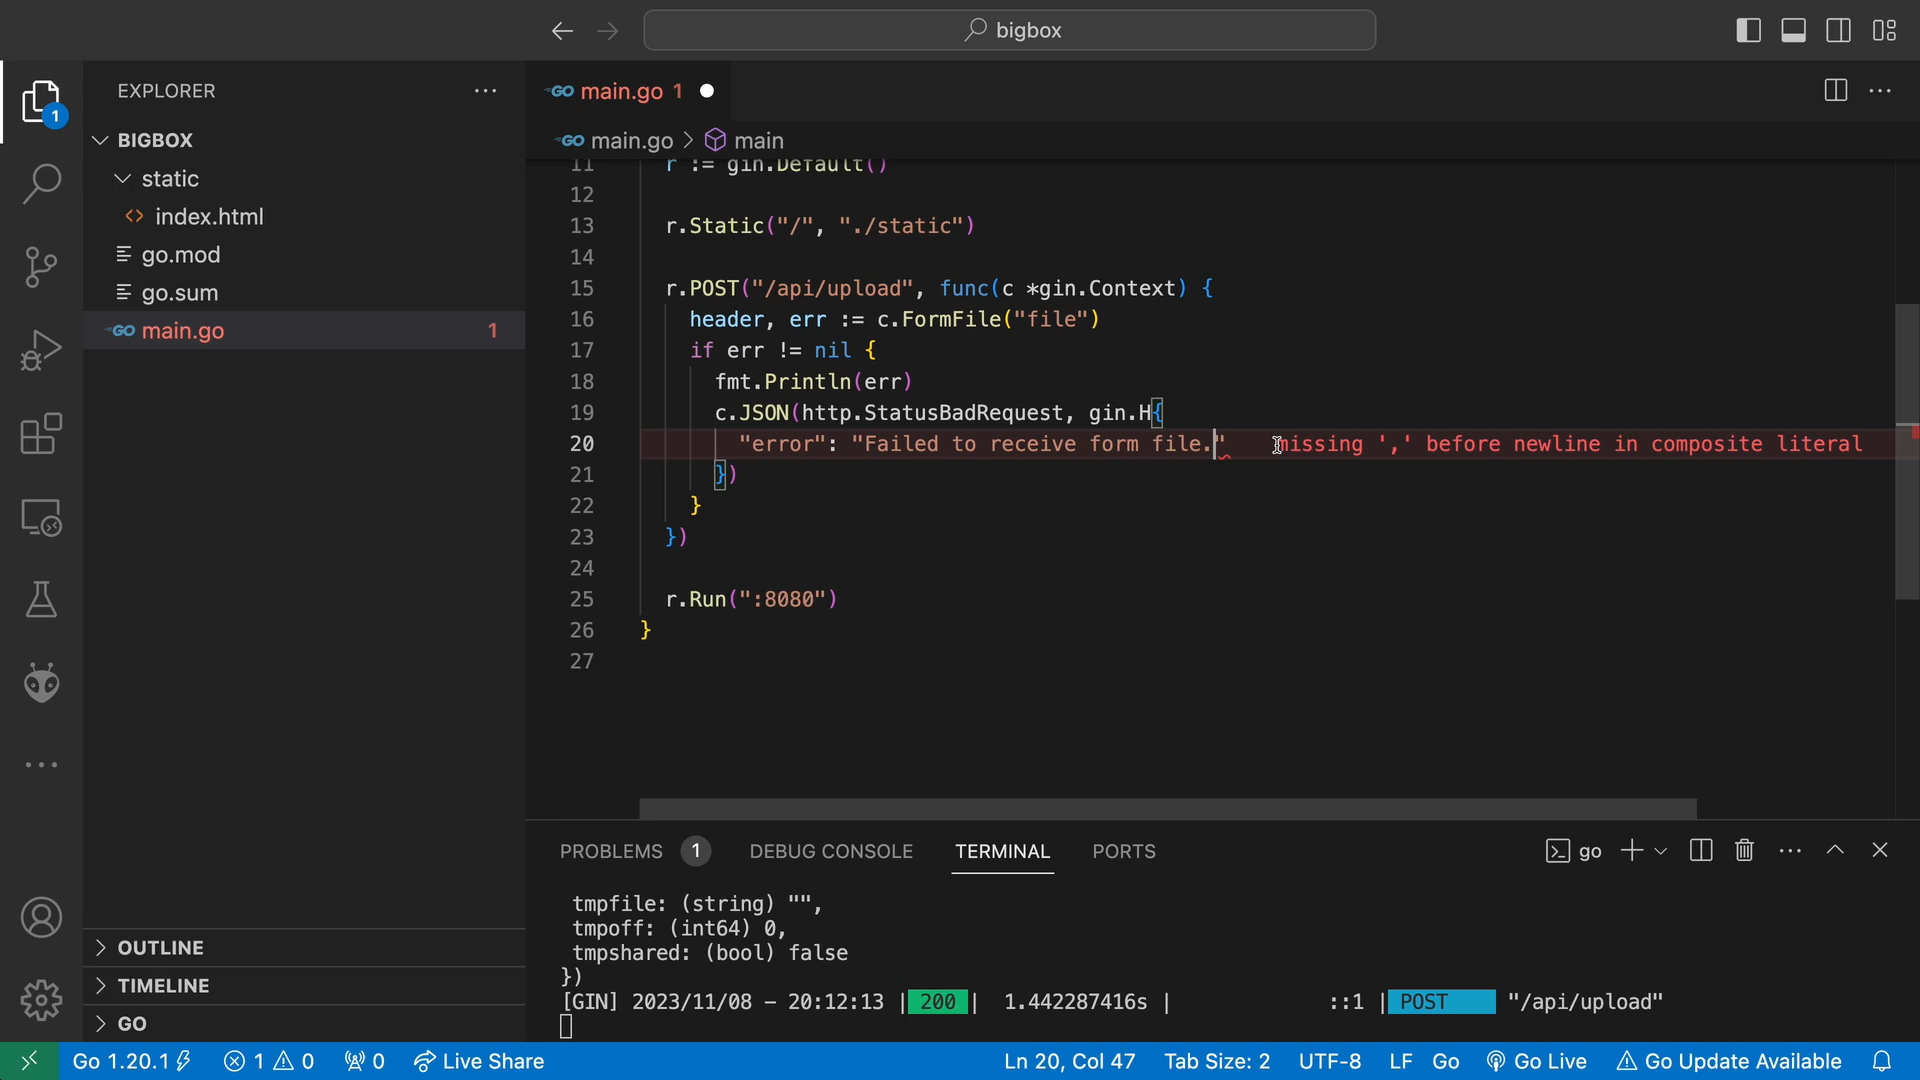 bigbox
EXPLORER
1
BIGBOX
static
index.html
go.mod
go.sum
main.go 1
OUTLINE
TIMELINE
GO
main.go 1
main.go > main
11 r := gin.Default()
12
13 r.Static("/", "./static")
14
15 r.POST("/api/upload", func(c *gin.Context) {
16 header, err := c.FormFile("file")
17 if err != nil {
18 fmt.Println(err)
19 c.JSON(http.StatusBadRequest, gin.H{
20 "error": "Failed to receive form file." missing ',' before newline in composite literal
21 })
22 }
23 })
24
25 r.Run(":8080")
26 }
27
PROBLEMS 1 DEBUG CONSOLE TERMINAL PORTS go
tmpfile: (string) "",
tmpoff: (int64) 0,
tmpshared: (bool) false
})
[GIN] 2023/11/08 – 20:12:13 | 200 | 1.442287416s | ::1 | POST "/api/upload"
Go 1.20.1 1 0 0 Live Share Ln 20, Col 47 Tab Size: 2 UTF-8 LF Go Go Live Go Update Available